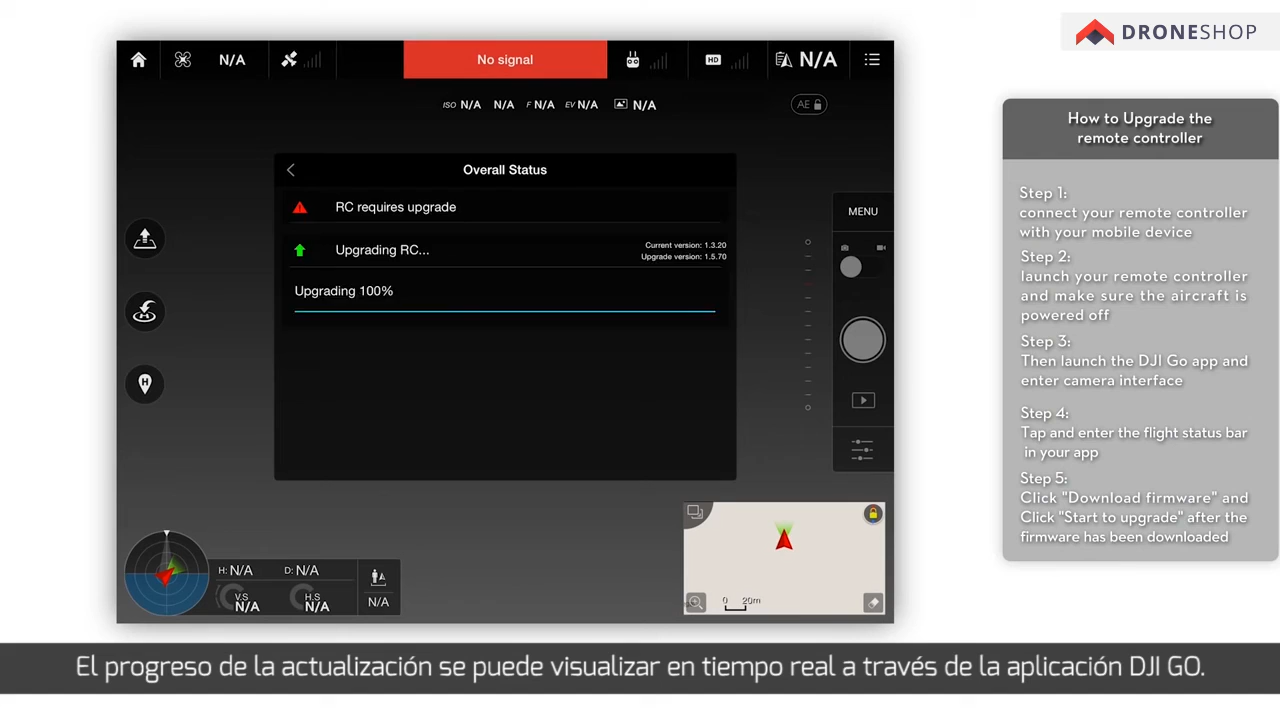 DRONESHOP
N/A
No signal
HD
N/A
ISO N/A N/A F N/A EV N/A N/A
AE
Overall Status
RC requires upgrade
Upgrading RC...
Current version: 1.3.20
Upgrade version: 1.5.70
Upgrading 100%
MENU
H
H: N/A D: N/A
V.S N/A
H.S N/A
N/A
0 20m
How to Upgrade the
remote controller
Step 1:
connect your remote controller
with your mobile device
Step 2:
launch your remote controller
and make sure the aircraft is
powered off
Step 3:
Then launch the DJI Go app and
enter camera interface
Step 4:
Tap and enter the flight status bar
in your app
Step 5:
Click "Download firmware" and
Click "Start to upgrade" after the
firmware has been downloaded
El progreso de la actualización se puede visualizar en tiempo real a través de la aplicación DJI GO.